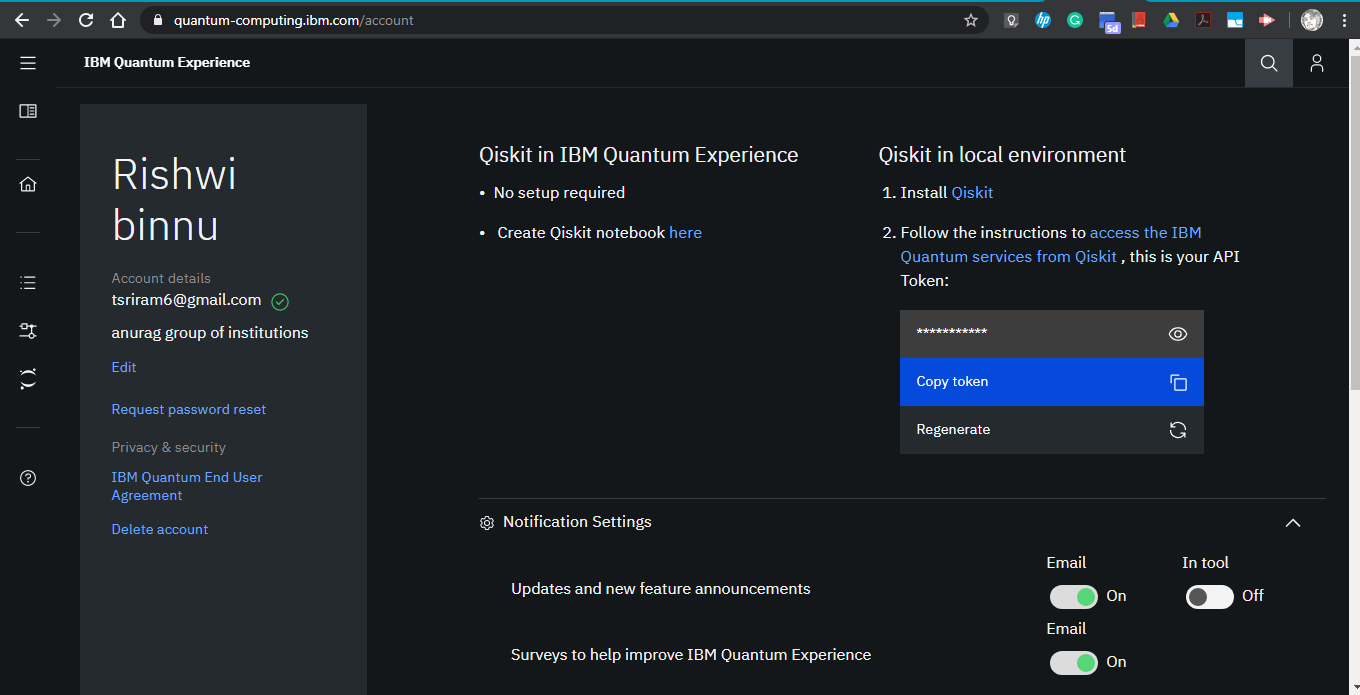 quantum-computing.ibm.com/account
5d
IBM Quantum Experience
Rishwi
binnu
Account details
tsriram6@gmail.com
anurag group of institutions
Edit
Request password reset
Privacy & security
IBM Quantum End User
Agreement
Delete account
Qiskit in IBM Quantum Experience
• No setup required
• Create Qiskit notebook here
Qiskit in local environment
1. Install Qiskit
2. Follow the instructions to access the IBM
Quantum services from Qiskit , this is your API
Token:
***********
Copy token
Regenerate
Notification Settings
Email
In tool
Updates and new feature announcements
On
Off
Email
Surveys to help improve IBM Quantum Experience
On